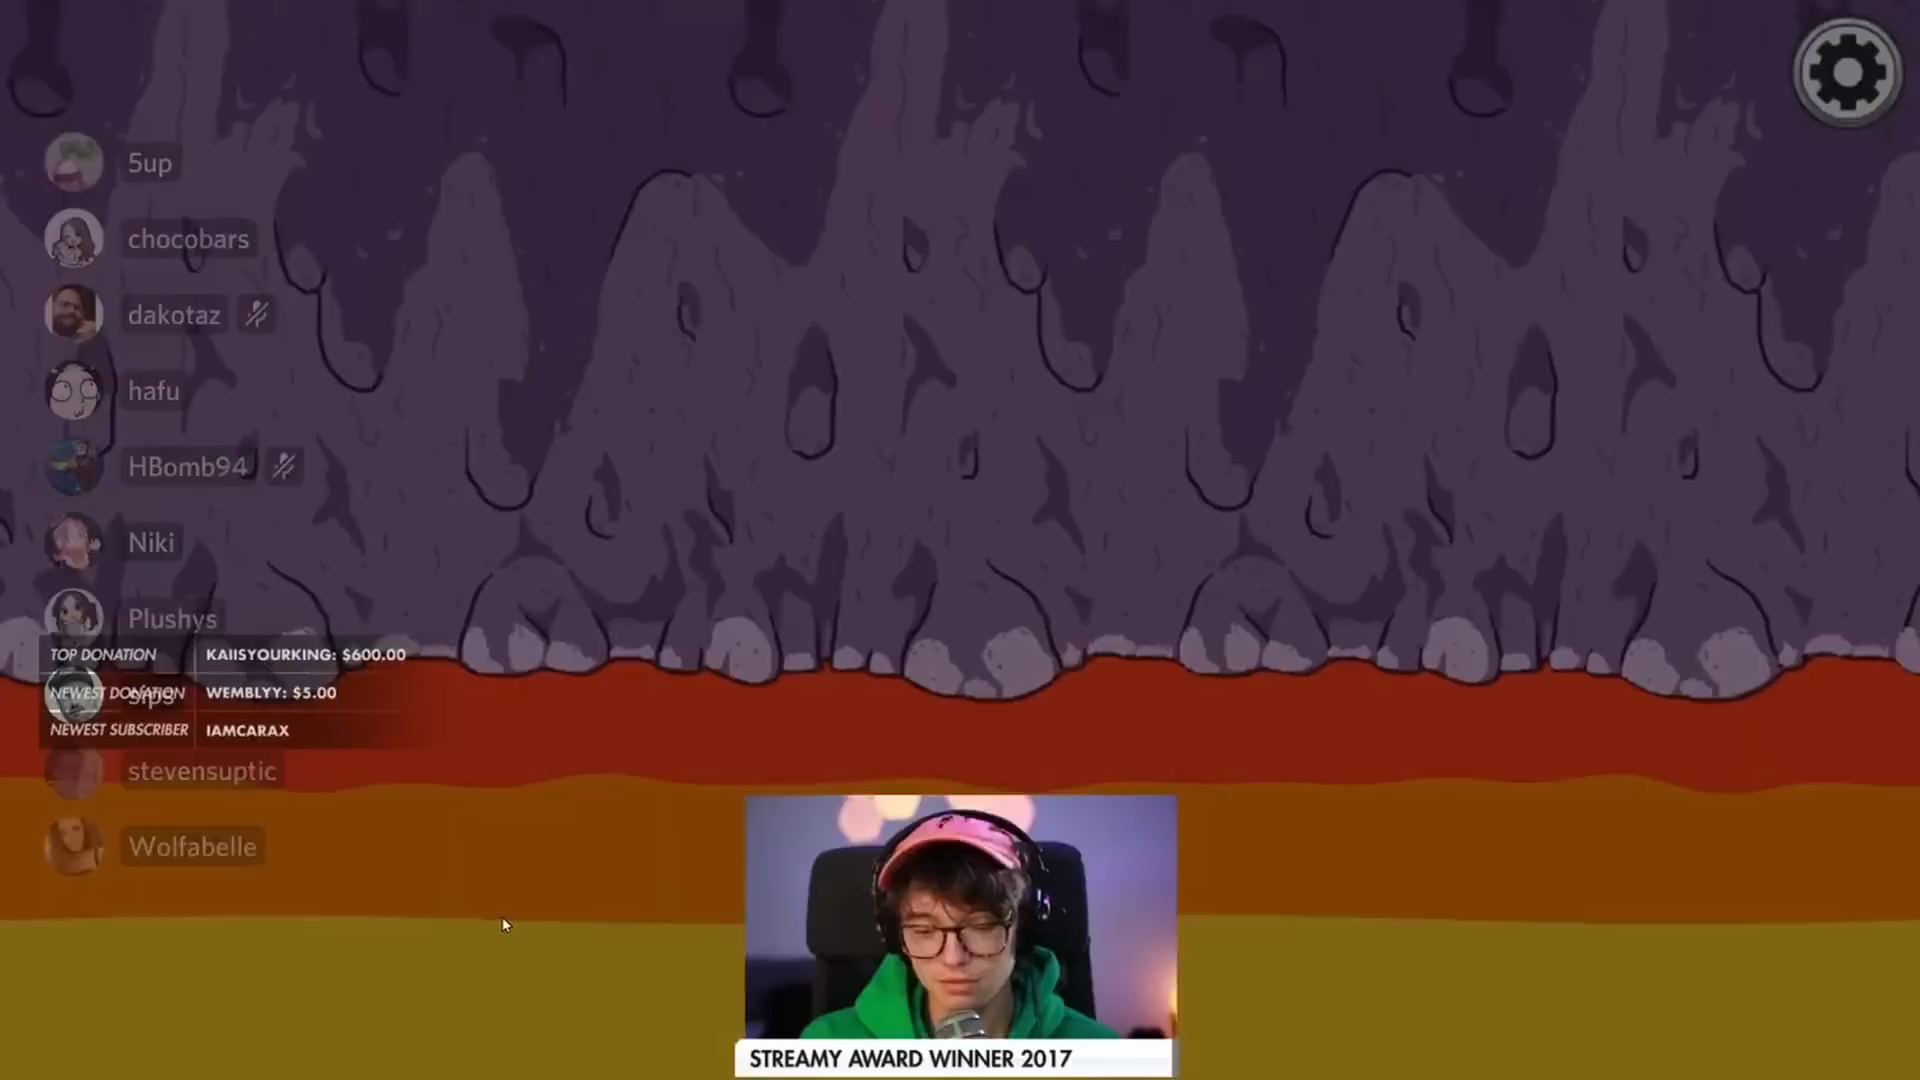 5up
chocobars
dakotaz
hafu
HBomb94
Niki
Plushys
TOP DONATION KAIISYOURKING: $600.00
NEWEST DONATION WEMBLYY: $5.00
sips
NEWEST SUBSCRIBER IAMCARAX
stevensuptic
Wolfabelle
STREAMY AWARD WINNER 2017